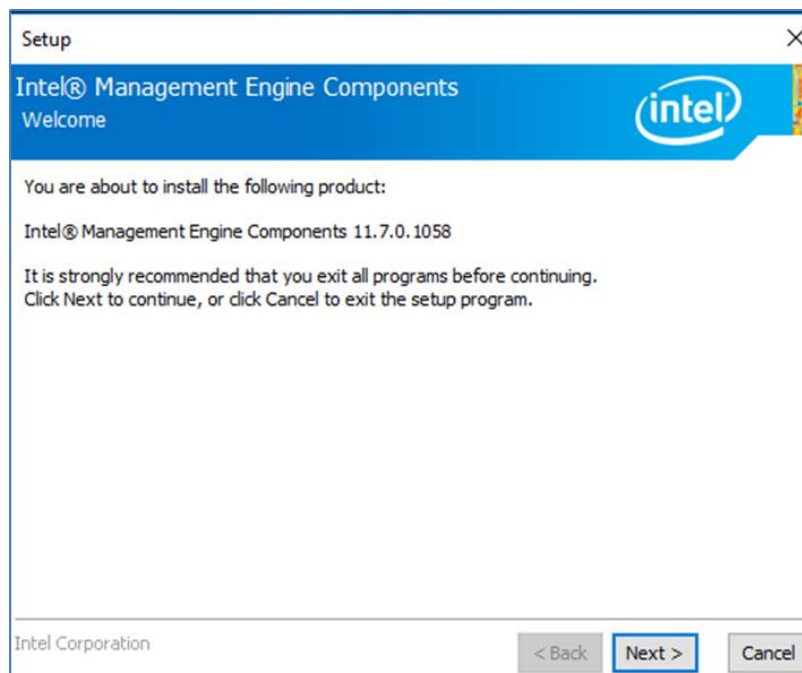 Setup
Intel® Management Engine Components
Welcome
intel
You are about to install the following product:
Intel® Management Engine Components 11.7.0.1058
It is strongly recommended that you exit all programs before continuing.
Click Next to continue, or click Cancel to exit the setup program.
Intel Corporation
< Back Next > Cancel